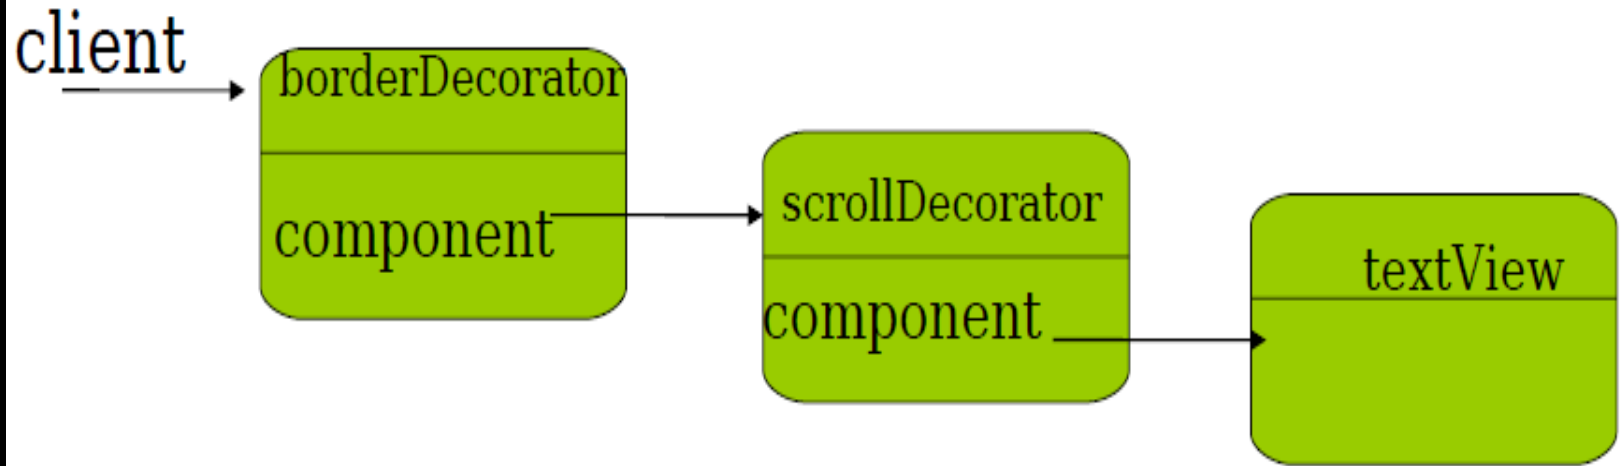 client
borderDecorator
component
scrollDecorator
component
textView